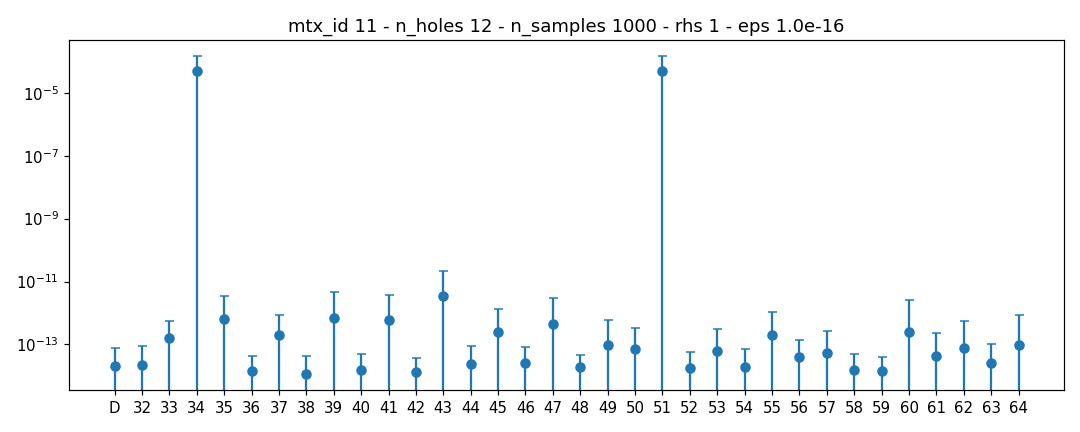 mtx_id 11 - n_holes 12 - n_samples 1000 - rhs 1 - eps 1.0e-16
10⁻⁵
10⁻⁷
10⁻⁹
10⁻¹¹
10⁻¹³
D 32 33 34 35 36 37 38 39 40 41 42 43 44 45 46 47 48 49 50 51 52 53 54 55 56 57 58 59 60 61 62 63 64